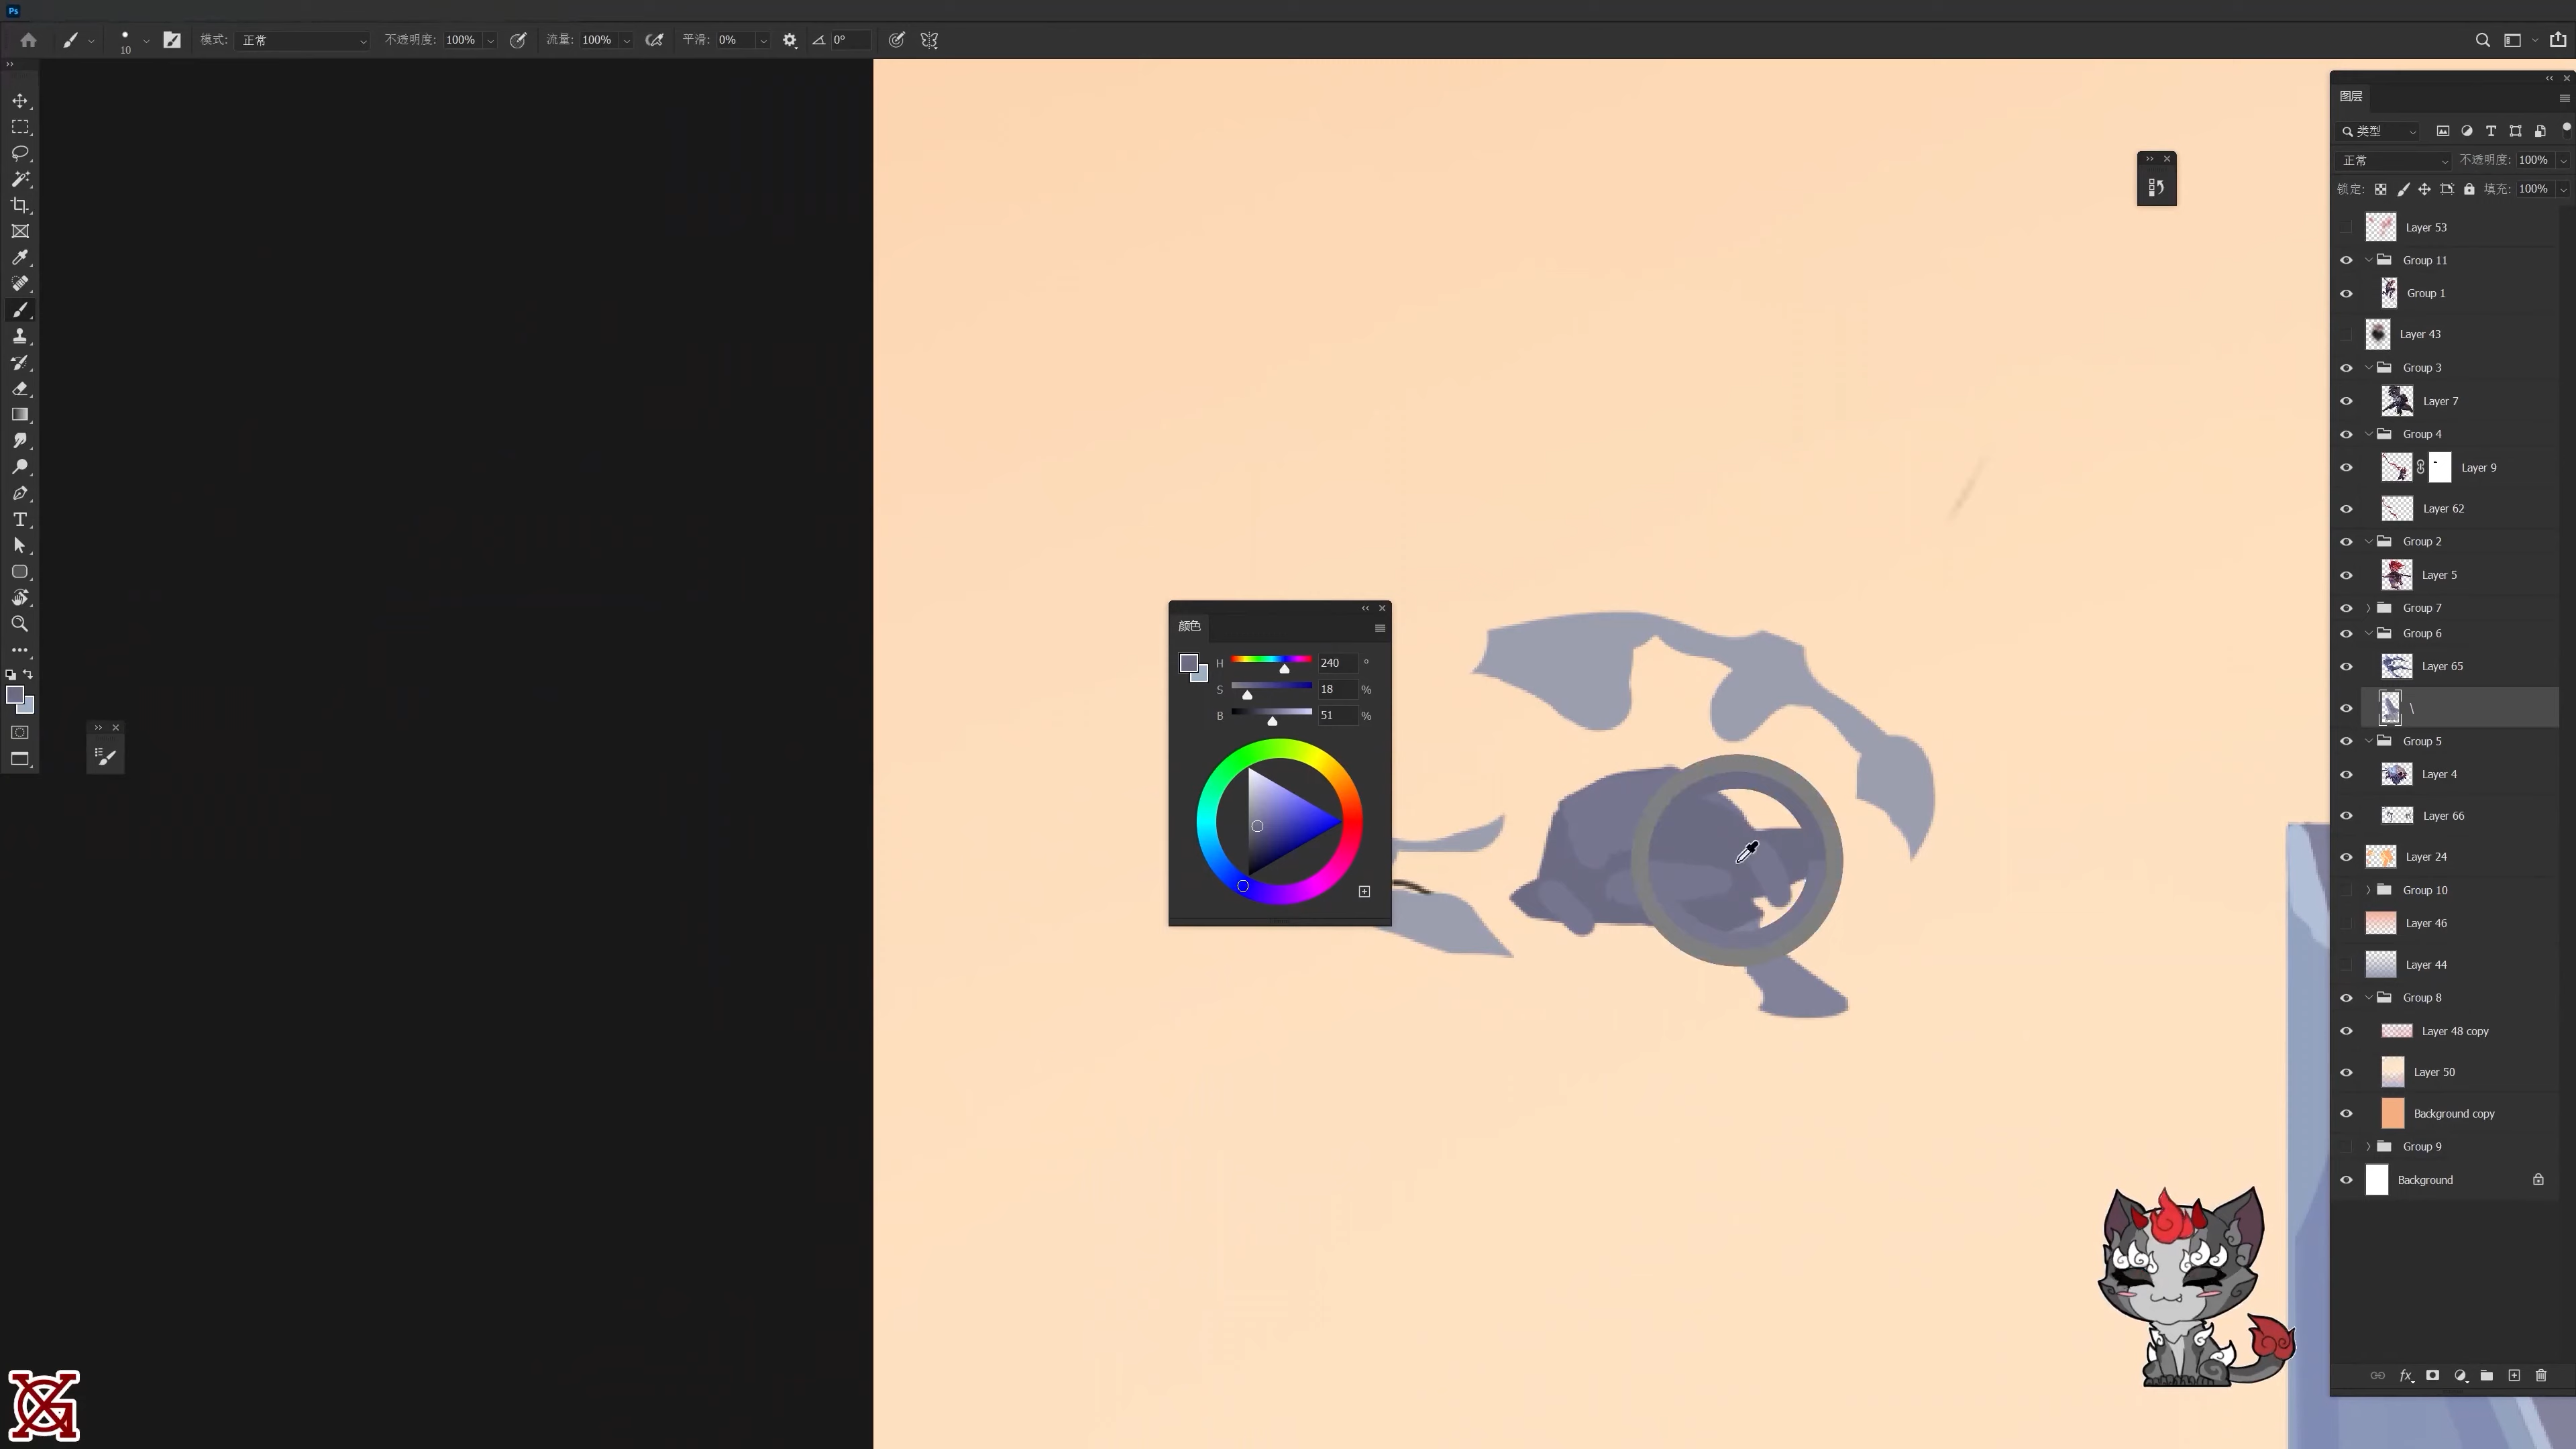 Ps
10
模式: 正常
不透明度: 100%
流量: 100%
平滑: 0%
0°
图层
类型
正常
不透明度: 100%
锁定:
填充: 100%
Layer 53
Group 11
Group 1
Layer 43
Group 3
Layer 7
Group 4
Layer 9
Layer 62
Group 2
Layer 5
Group 7
Group 6
Layer 65
\
Group 5
Layer 4
Layer 66
Layer 24
Group 10
Layer 46
Layer 44
Group 8
Layer 48 copy
Layer 50
Background copy
Group 9
Background
fx
颜色
H 240 °
S 18 %
B 51 %